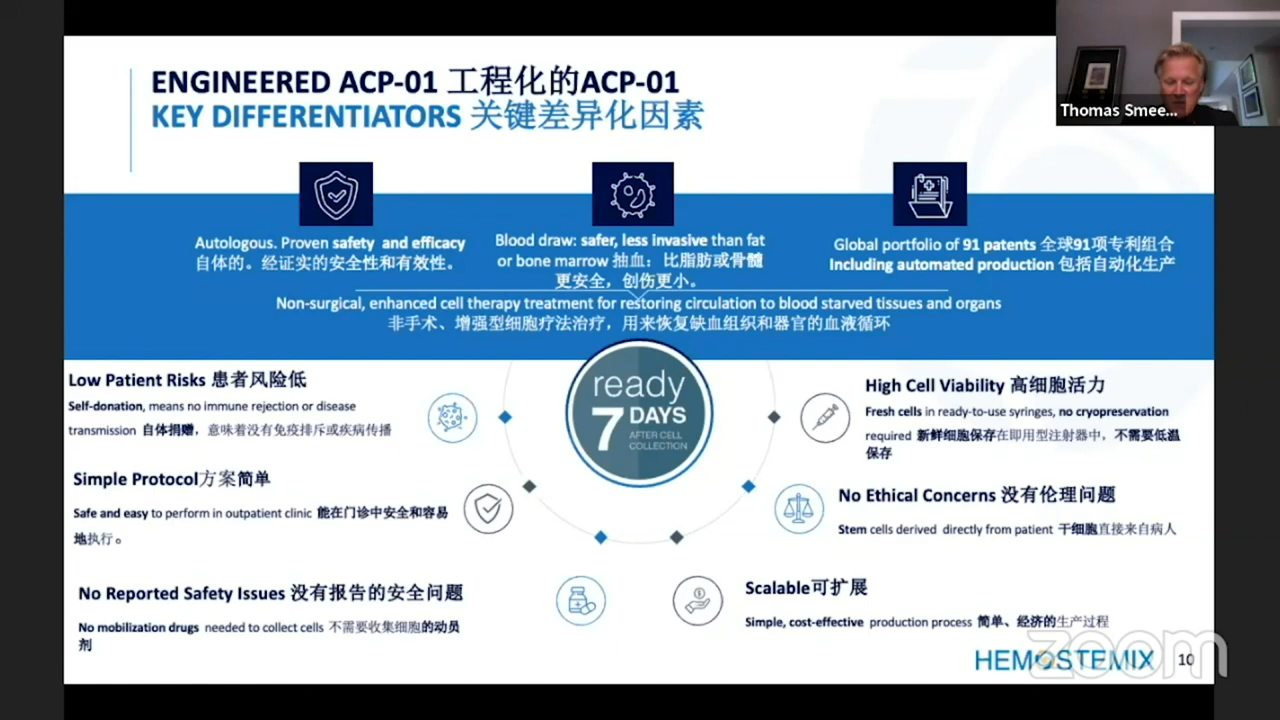 ENGINEERED ACP-01 工程化的ACP-01
KEY DIFFERENTIATORS 关键差异化因素
Thomas Smee...
Autologous. Proven safety and efficacy
自体的。经证实的安全性和有效性。
Blood draw: safer, less invasive than fat
or bone marrow 抽血：比脂肪或骨髓
更安全，创伤更小。
Global portfolio of 91 patents 全球91项专利组合
Including automated production 包括自动化生产
Non-surgical, enhanced cell therapy treatment for restoring circulation to blood starved tissues and organs
非手术、增强型细胞疗法治疗，用来恢复缺血组织和器官的血液循环
ready
7 DAYS
AFTER CELL
COLLECTION
Low Patient Risks 患者风险低
Self-donation, means no immune rejection or disease
transmission 自体捐赠，意味着没有免疫排斥或疾病传播
Simple Protocol方案简单
Safe and easy to perform in outpatient clinic 能在门诊中安全和容易
地执行。
No Reported Safety Issues 没有报告的安全问题
No mobilization drugs needed to collect cells 不需要收集细胞的动员
剂
High Cell Viability 高细胞活力
Fresh cells in ready-to-use syringes, no cryopreservation
required 新鲜细胞保存在即用型注射器中，不需要低温
保存
No Ethical Concerns 没有伦理问题
Stem cells derived directly from patient 干细胞直接来自病人
Scalable可扩展
Simple, cost-effective production process 简单、经济的生产过程
HEMOSTEMIX 10
zoom